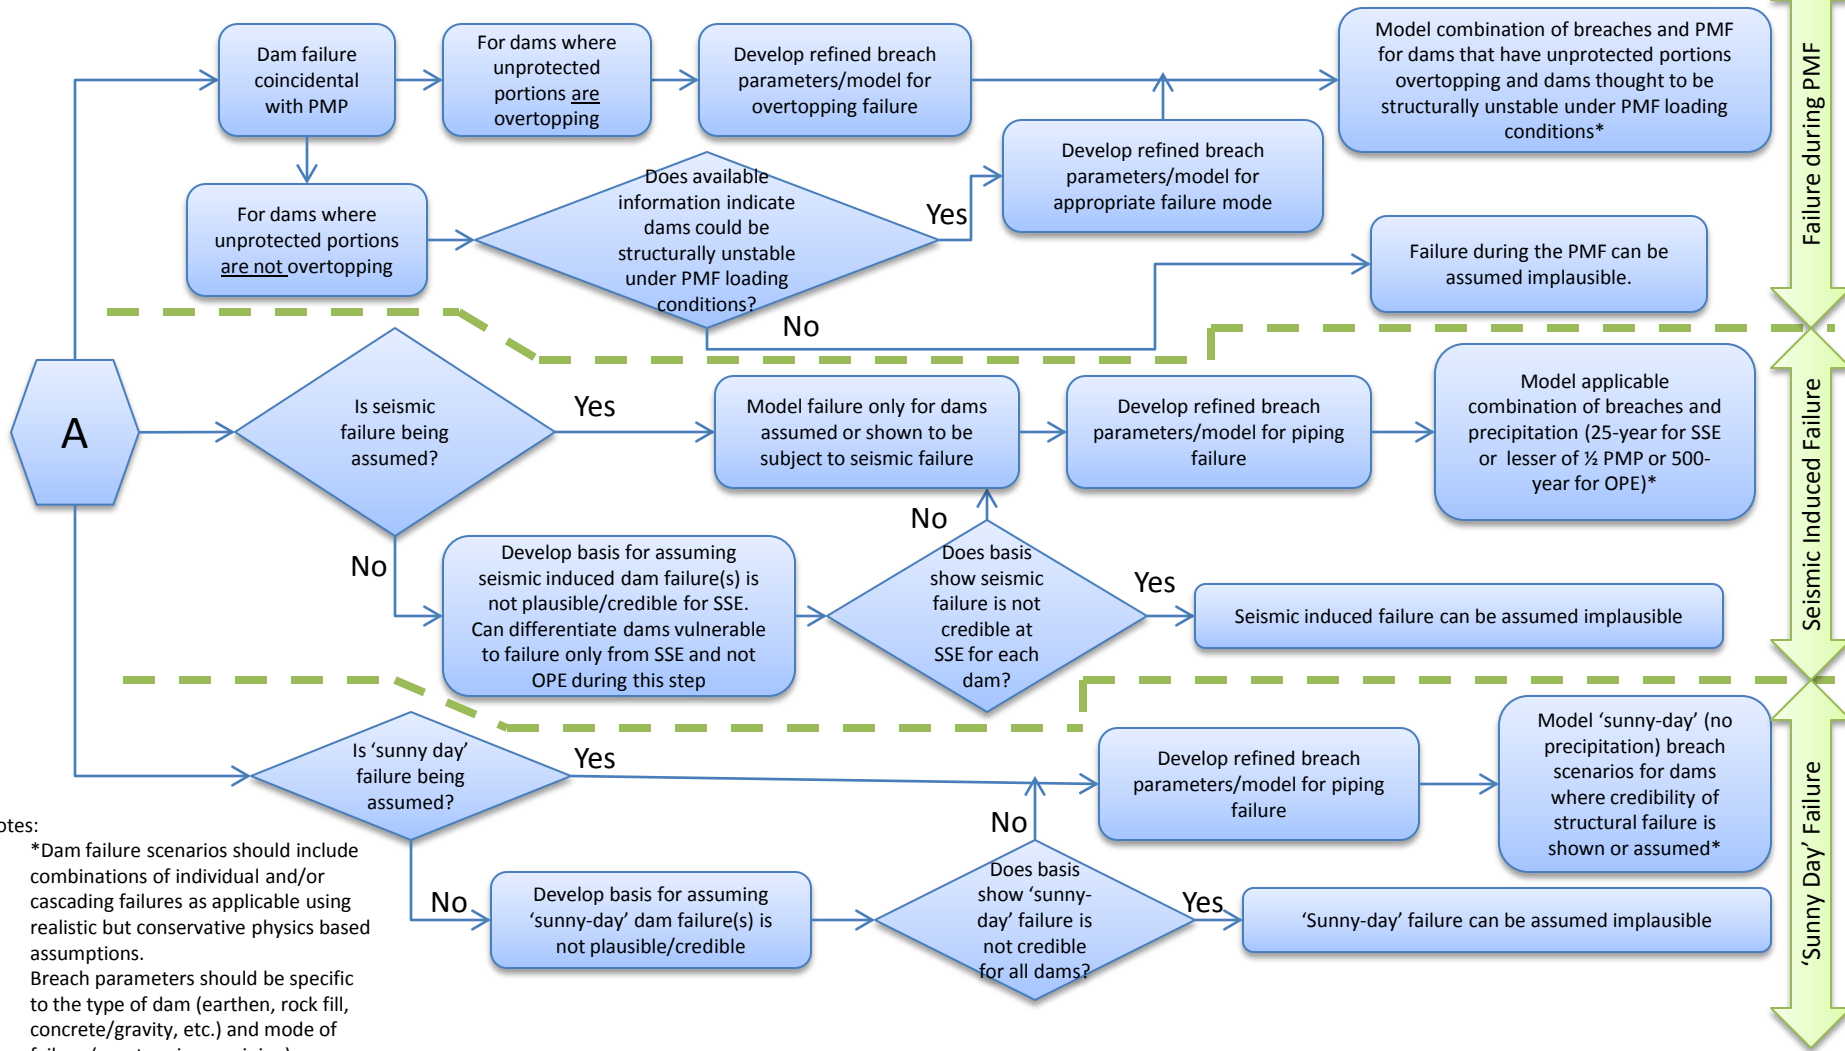 Dam failure
coincidental
with PMP
For dams where
unprotected
portions are
overtopping
Develop refined breach
parameters/model for
overtopping failure
Model combination of breaches and PMF
for dams that have unprotected portions
overtopping and dams thought to be
structurally unstable under PMF loading
conditions*
For dams where
unprotected portions
are not overtopping
Does available
information indicate
dams could be
structurally unstable
under PMF loading
conditions?
Yes
Develop refined breach
parameters/model for
appropriate failure mode
No
Failure during the PMF can be
assumed implausible.
Failure during PMF
A
Is seismic
failure being
assumed?
Yes
Model failure only for dams
assumed or shown to be
subject to seismic failure
Develop refined breach
parameters/model for piping
failure
Model applicable
combination of breaches and
precipitation (25-year for SSE
or lesser of ½ PMP or 500-
year for OPE)*
No
Develop basis for assuming
seismic induced dam failure(s) is
not plausible/credible for SSE.
Can differentiate dams vulnerable
to failure only from SSE and not
OPE during this step
No
Does basis
show seismic
failure is not
credible at
SSE for each
dam?
Yes
Seismic induced failure can be assumed implausible
Seismic Induced Failure
Is ‘sunny day’
failure being
assumed?
Yes
Develop refined breach
parameters/model for piping
failure
Model ‘sunny-day’ (no
precipitation) breach
scenarios for dams
where credibility of
structural failure is
shown or assumed*
No
Develop basis for assuming
‘sunny-day’ dam failure(s) is
not plausible/credible
No
Does basis
show ‘sunny-
day’ failure is
not credible
for all dams?
Yes
‘Sunny-day’ failure can be assumed implausible
‘Sunny Day’ Failure
otes:
*Dam failure scenarios should include
combinations of individual and/or
cascading failures as applicable using
realistic but conservative physics based
assumptions.
Breach parameters should be specific
to the type of dam (earthen, rock fill,
concrete/gravity, etc.) and mode of